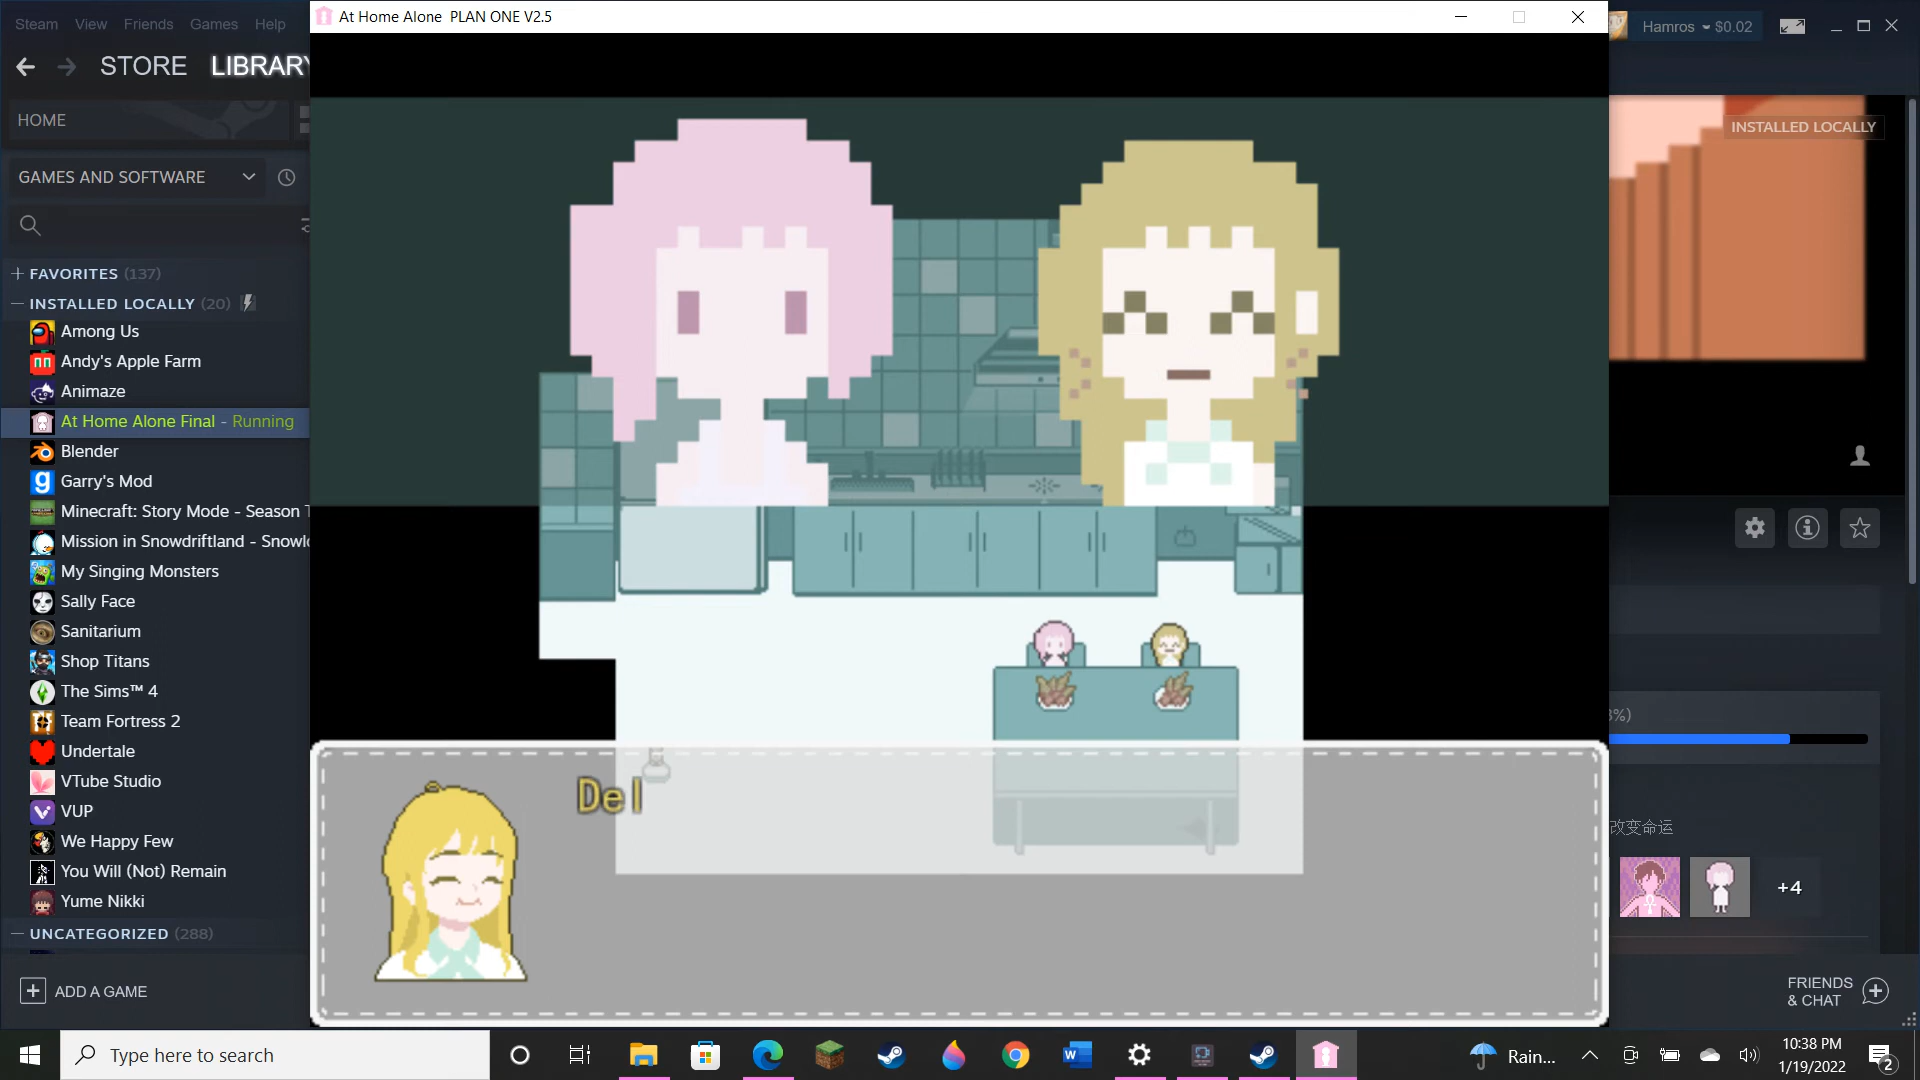 Steam View Friends Games Help
At Home Alone PLAN ONE V2.5
Hamros $0.02
STORE LIBRARY
HOME
INSTALLED LOCALLY
GAMES AND SOFTWARE
FAVORITES (137)
INSTALLED LOCALLY (20)
Among Us
Andy's Apple Farm
Animaze
At Home Alone Final - Running
Blender
Garry's Mod
Minecraft: Story Mode - Season
Mission in Snowdriftland - Snowl
My Singing Monsters
Sally Face
Sanitarium
Shop Titans
The Sims™ 4
Team Fortress 2
Undertale
VTube Studio
VUP
We Happy Few
You Will (Not) Remain
Yume Nikki
UNCATEGORIZED (288)
ADD A GAME
Del
%)
改变命运
+4
FRIENDS
& CHAT
Type here to search
Rain...
10:38 PM
1/19/2022
2